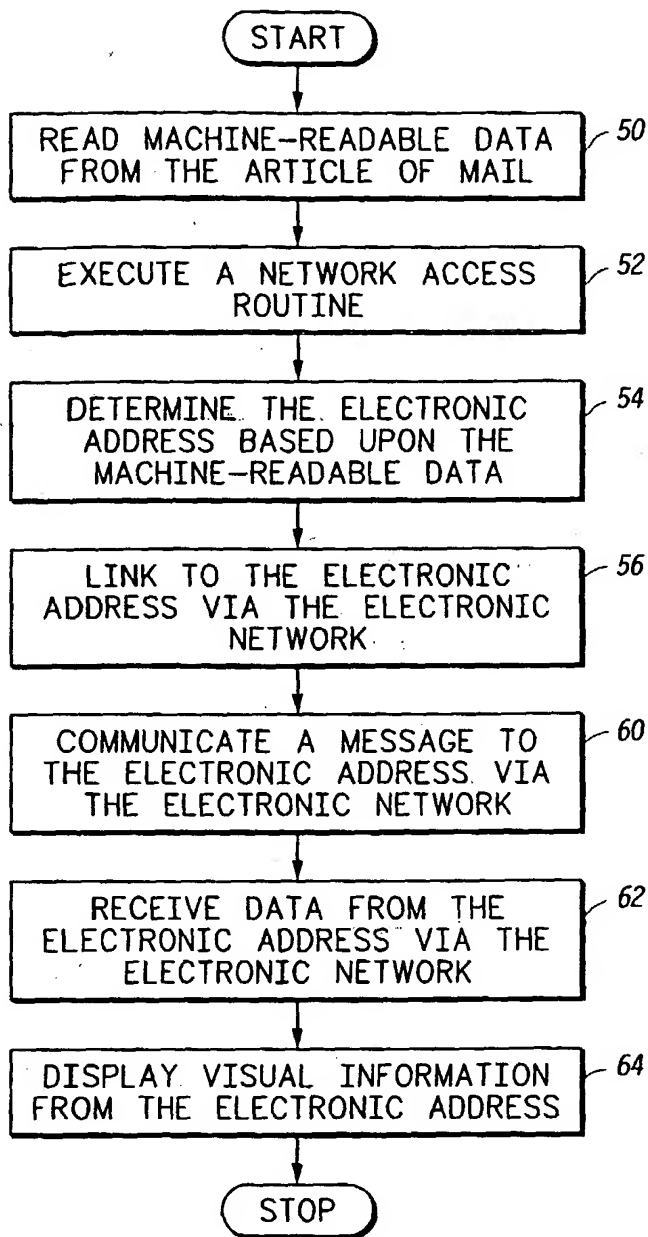 START
READ MACHINE-READABLE DATA
FROM THE ARTICLE OF MAIL
50
EXECUTE A NETWORK ACCESS
ROUTINE
52
DETERMINE THE ELECTRONIC
ADDRESS BASED UPON THE
MACHINE-READABLE DATA
54
LINK TO THE ELECTRONIC
ADDRESS VIA THE ELECTRONIC
NETWORK
56
COMMUNICATE A MESSAGE TO
THE ELECTRONIC ADDRESS VIA
THE ELECTRONIC NETWORK
60
RECEIVE DATA FROM THE
ELECTRONIC ADDRESS VIA THE
ELECTRONIC NETWORK
62
DISPLAY VISUAL INFORMATION
FROM THE ELECTRONIC ADDRESS
64
STOP